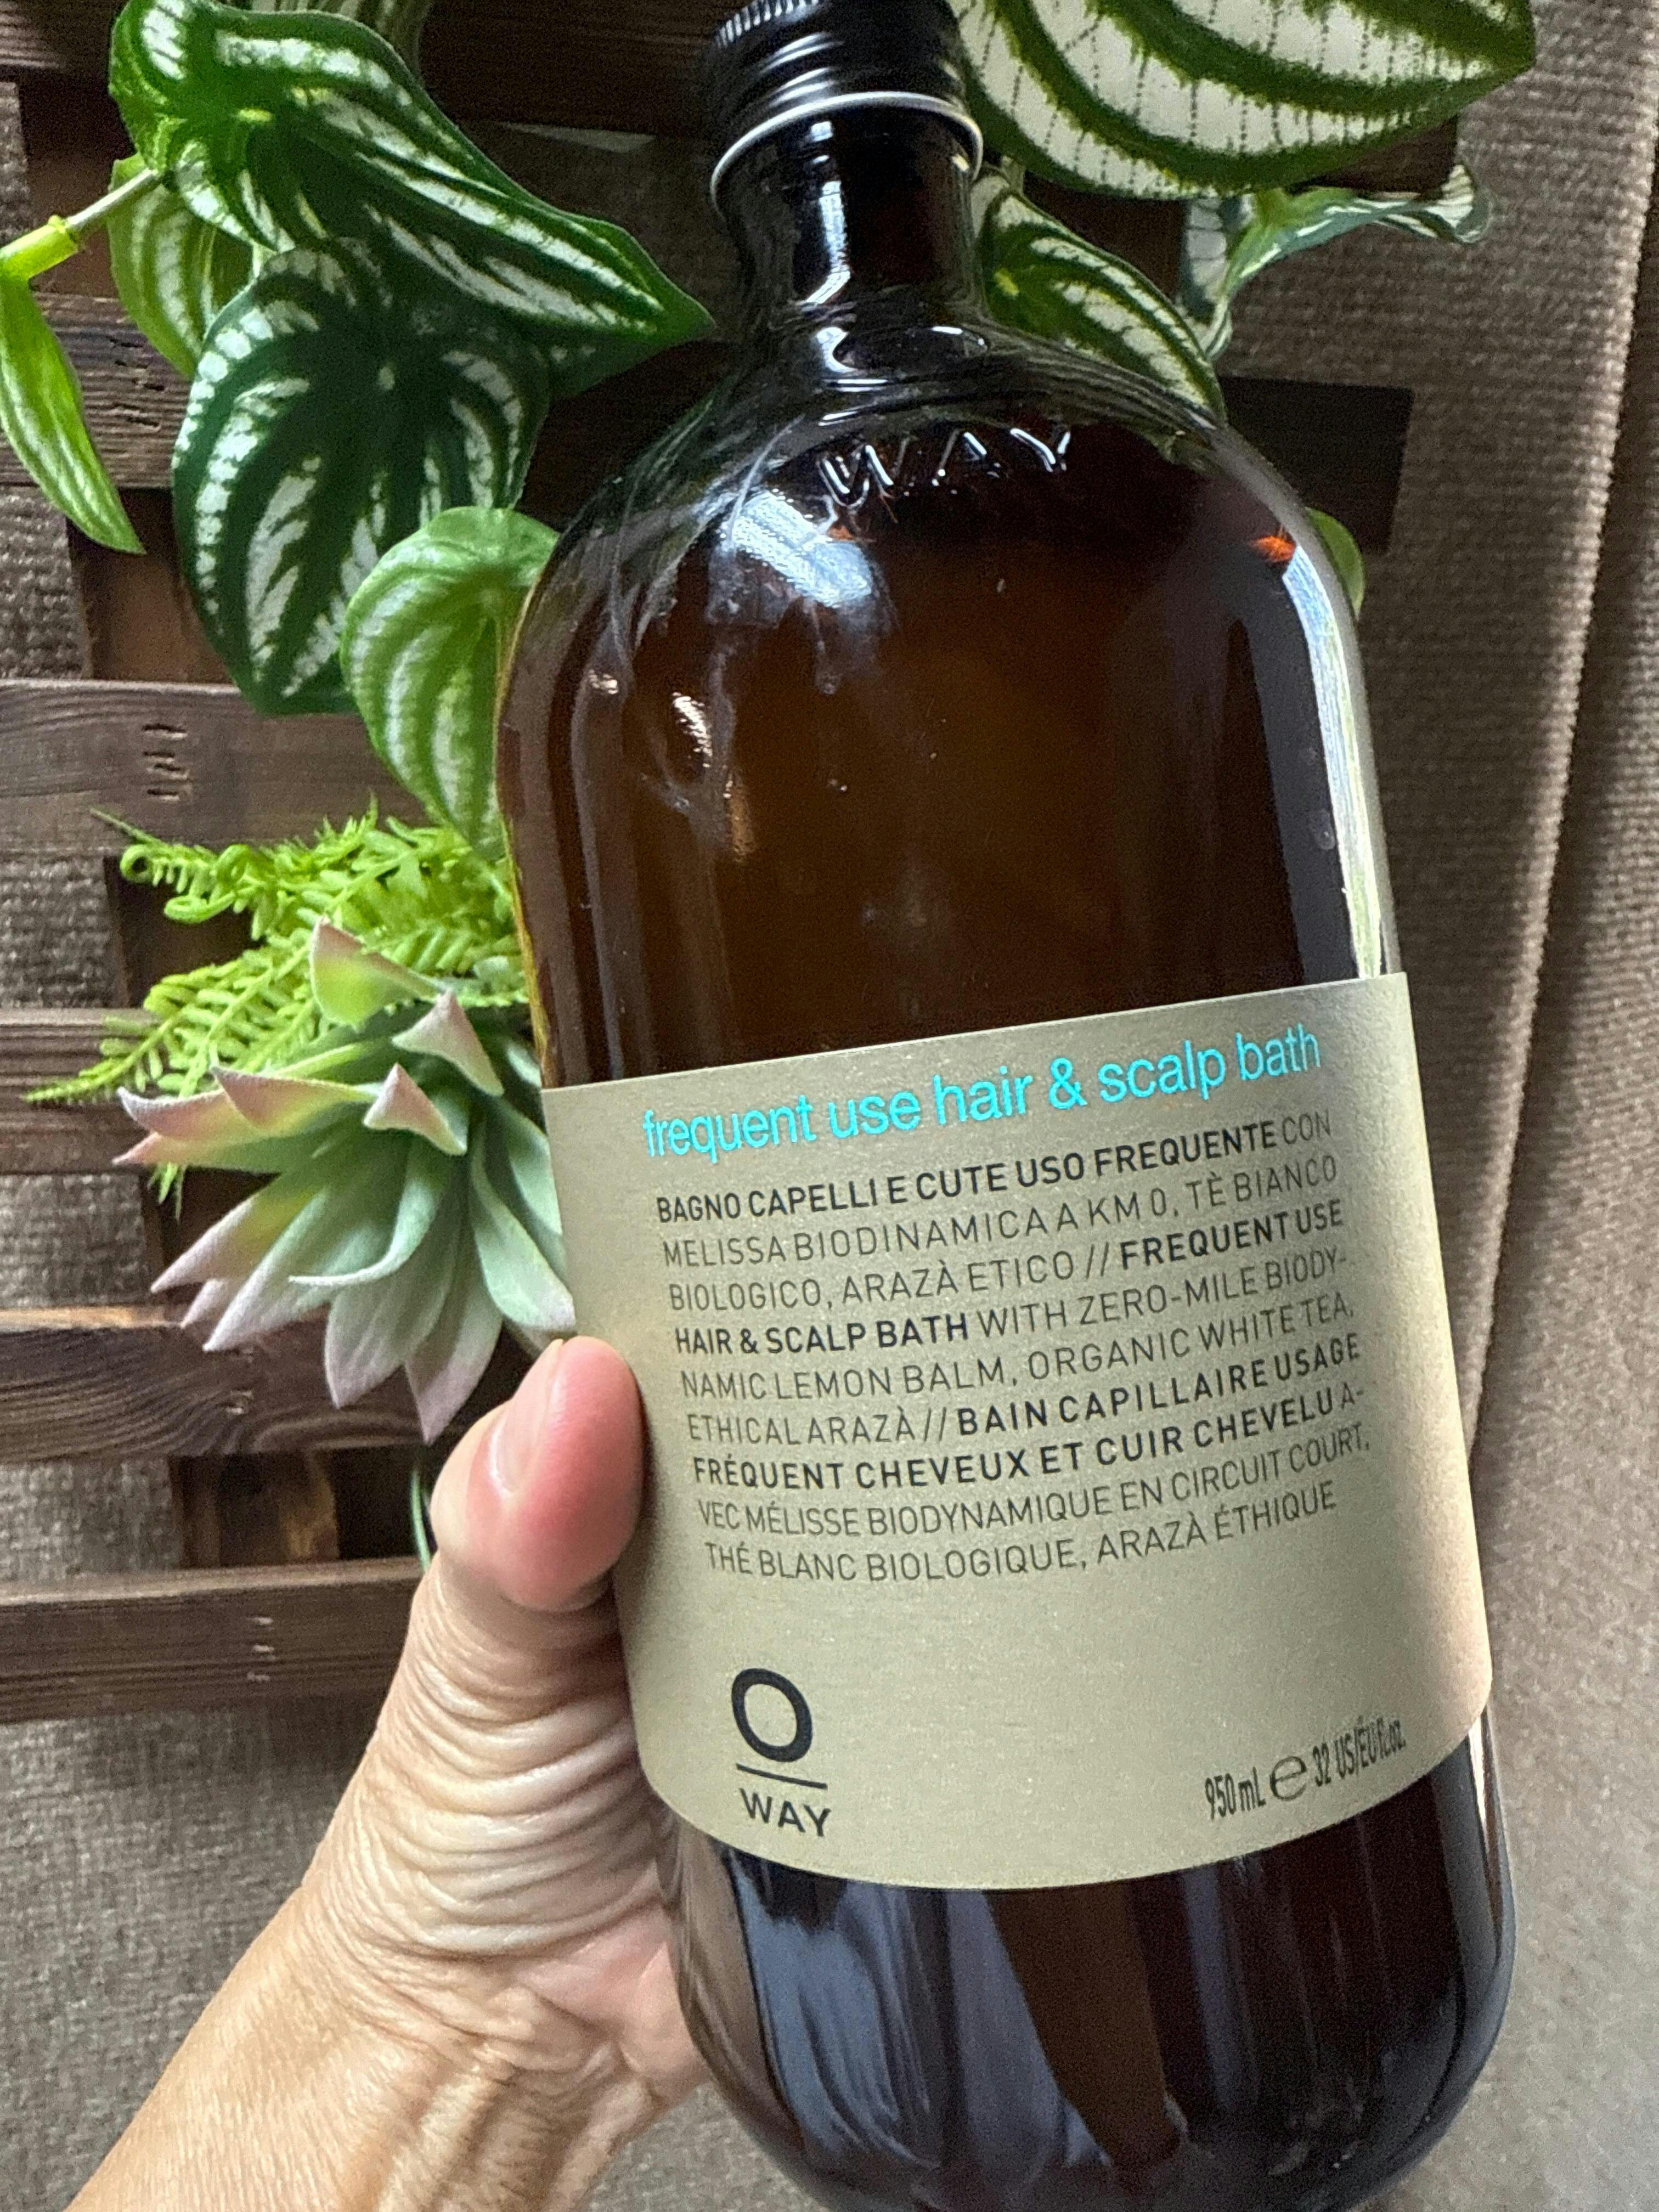 WAY
frequent use hair & scalp bath
BAGNO CAPELLI E CUTE USO FREQUENTE CON
MELISSA BIODINAMICA A KM 0, TÈ BIANCO
BIOLOGICO, ARAZÀ ETICO // FREQUENT USE
HAIR & SCALP BATH WITH ZERO-MILE BIODY-
NAMIC LEMON BALM, ORGANIC WHITE TEA,
ETHICAL ARAZÀ // BAIN CAPILLAIRE USAGE
FRÉQUENT CHEVEUX ET CUIR CHEVELU A-
VEC MÉLISSE BIODYNAMIQUE EN CIRCUIT COURT,
THÉ BLANC BIOLOGIQUE, ARAZÀ ÉTHIQUE
O
WAY
950 mL ℮ 32 US/ÉU fl.oz.